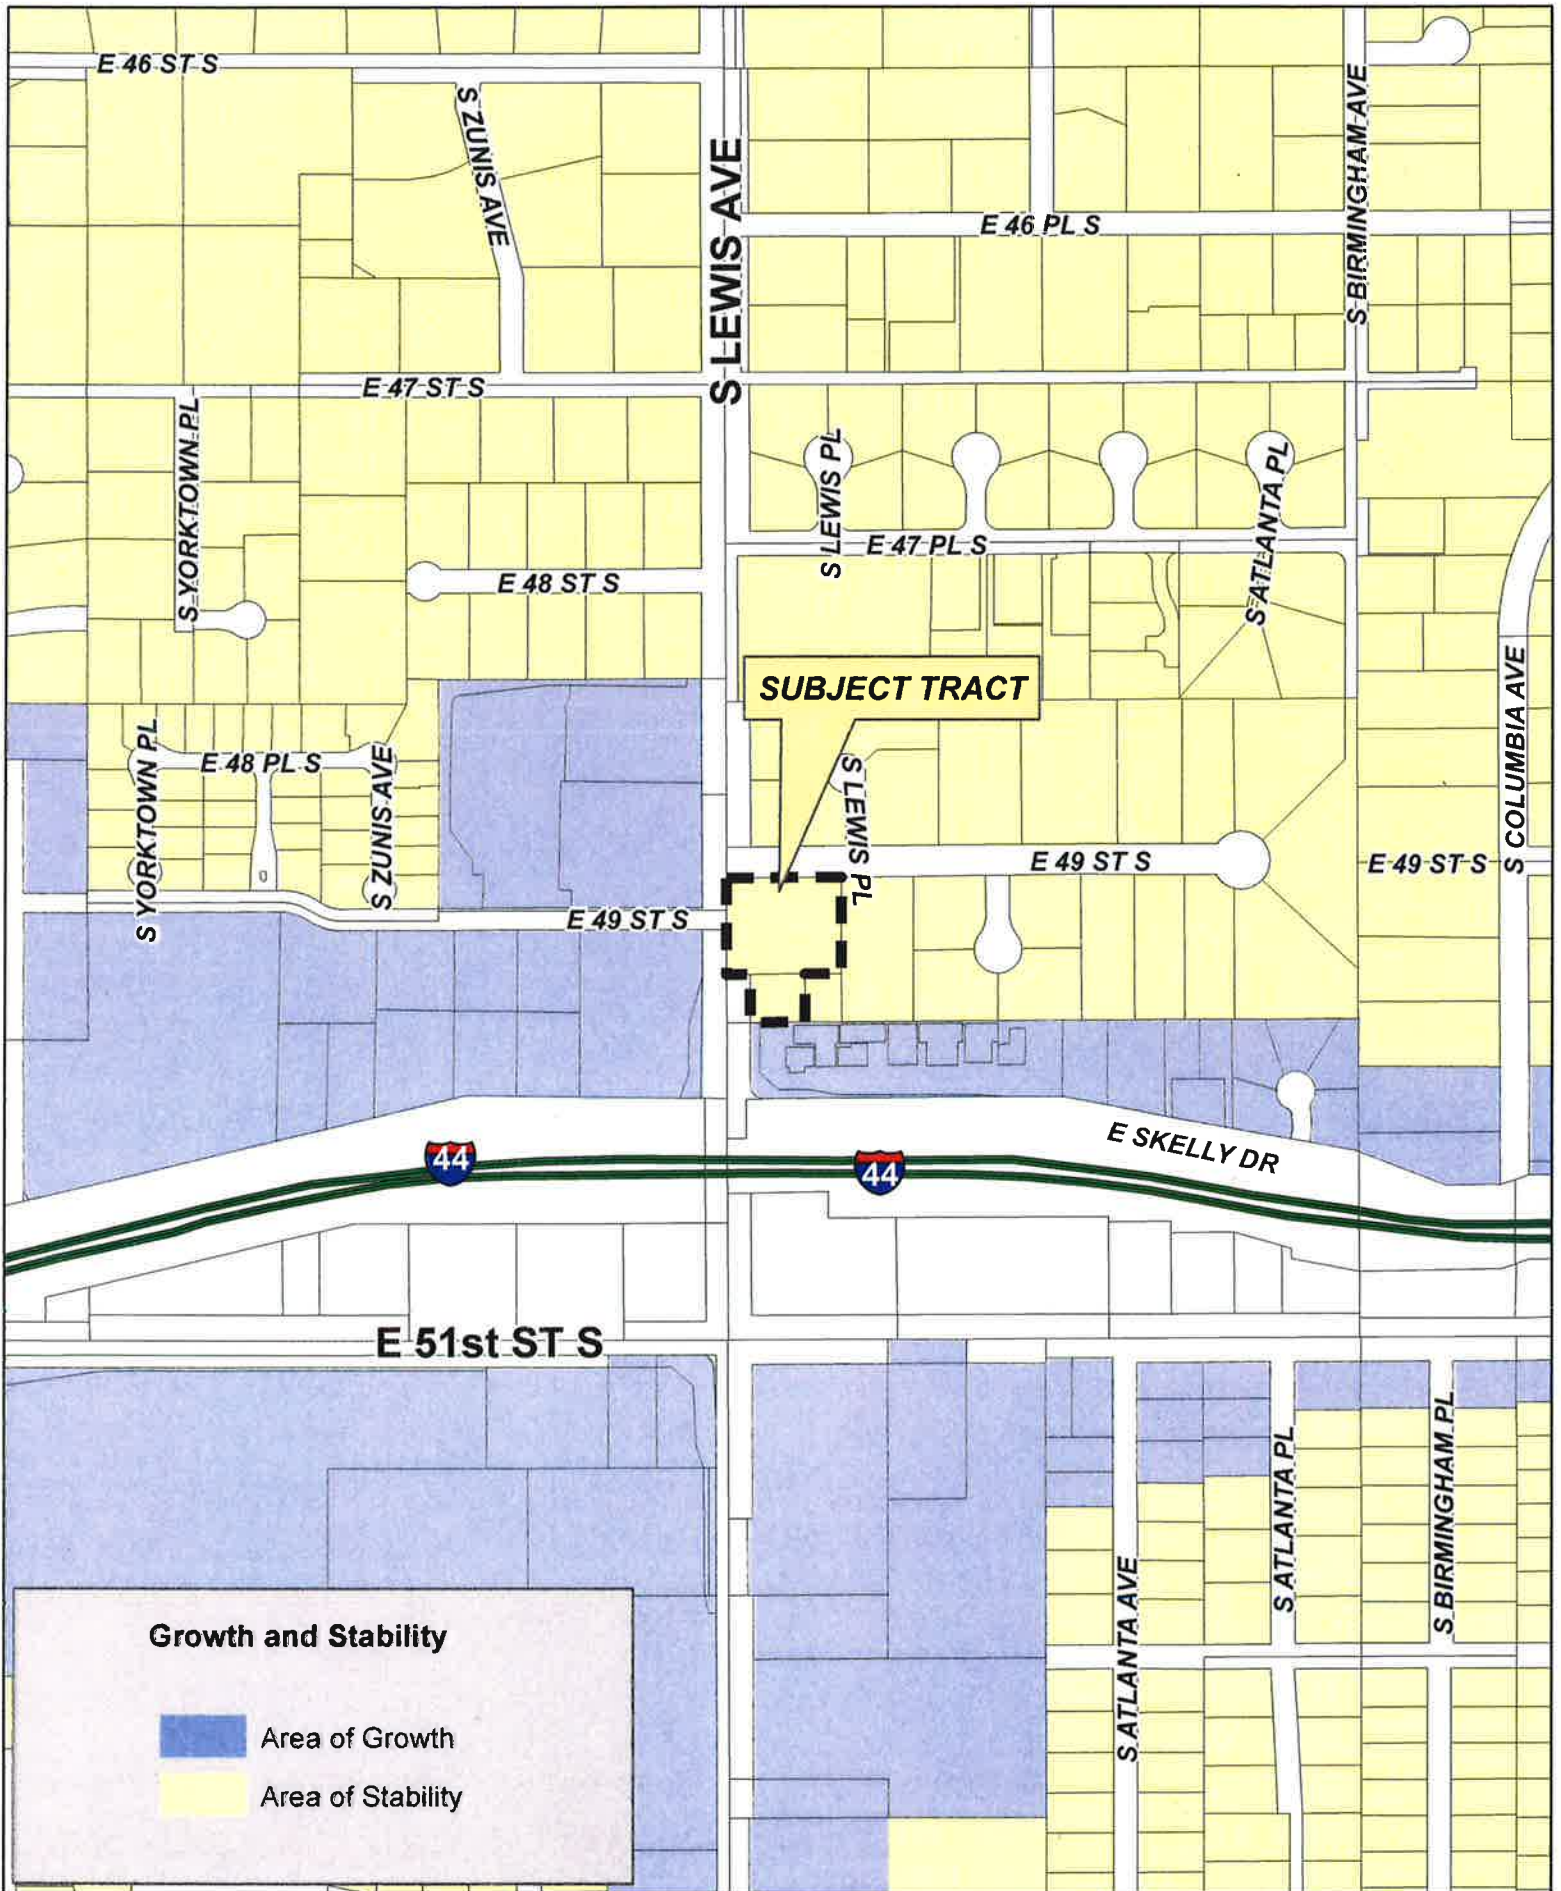 E 46 ST S
S ZUNIS AVE
S LEWIS AVE
S BIRMINGHAM AVE
E 46 PL S
E 47 ST S
S YORKTOWN PL
S LEWIS PL
S ATLANTA PL
E 47 PL S
E 48 ST S
SUBJECT TRACT
S COLUMBIA AVE
S YORKTOWN PL
E 48 PL S
S ZUNIS AVE
S LEWIS PL
E 49 ST S
E 49 ST S
E 49 ST S
E SKELLY DR
44
44
E 51st ST S
S ATLANTA AVE
S ATLANTA PL
S BIRMINGHAM PL
Growth and Stability
Area of Growth
Area of Stability